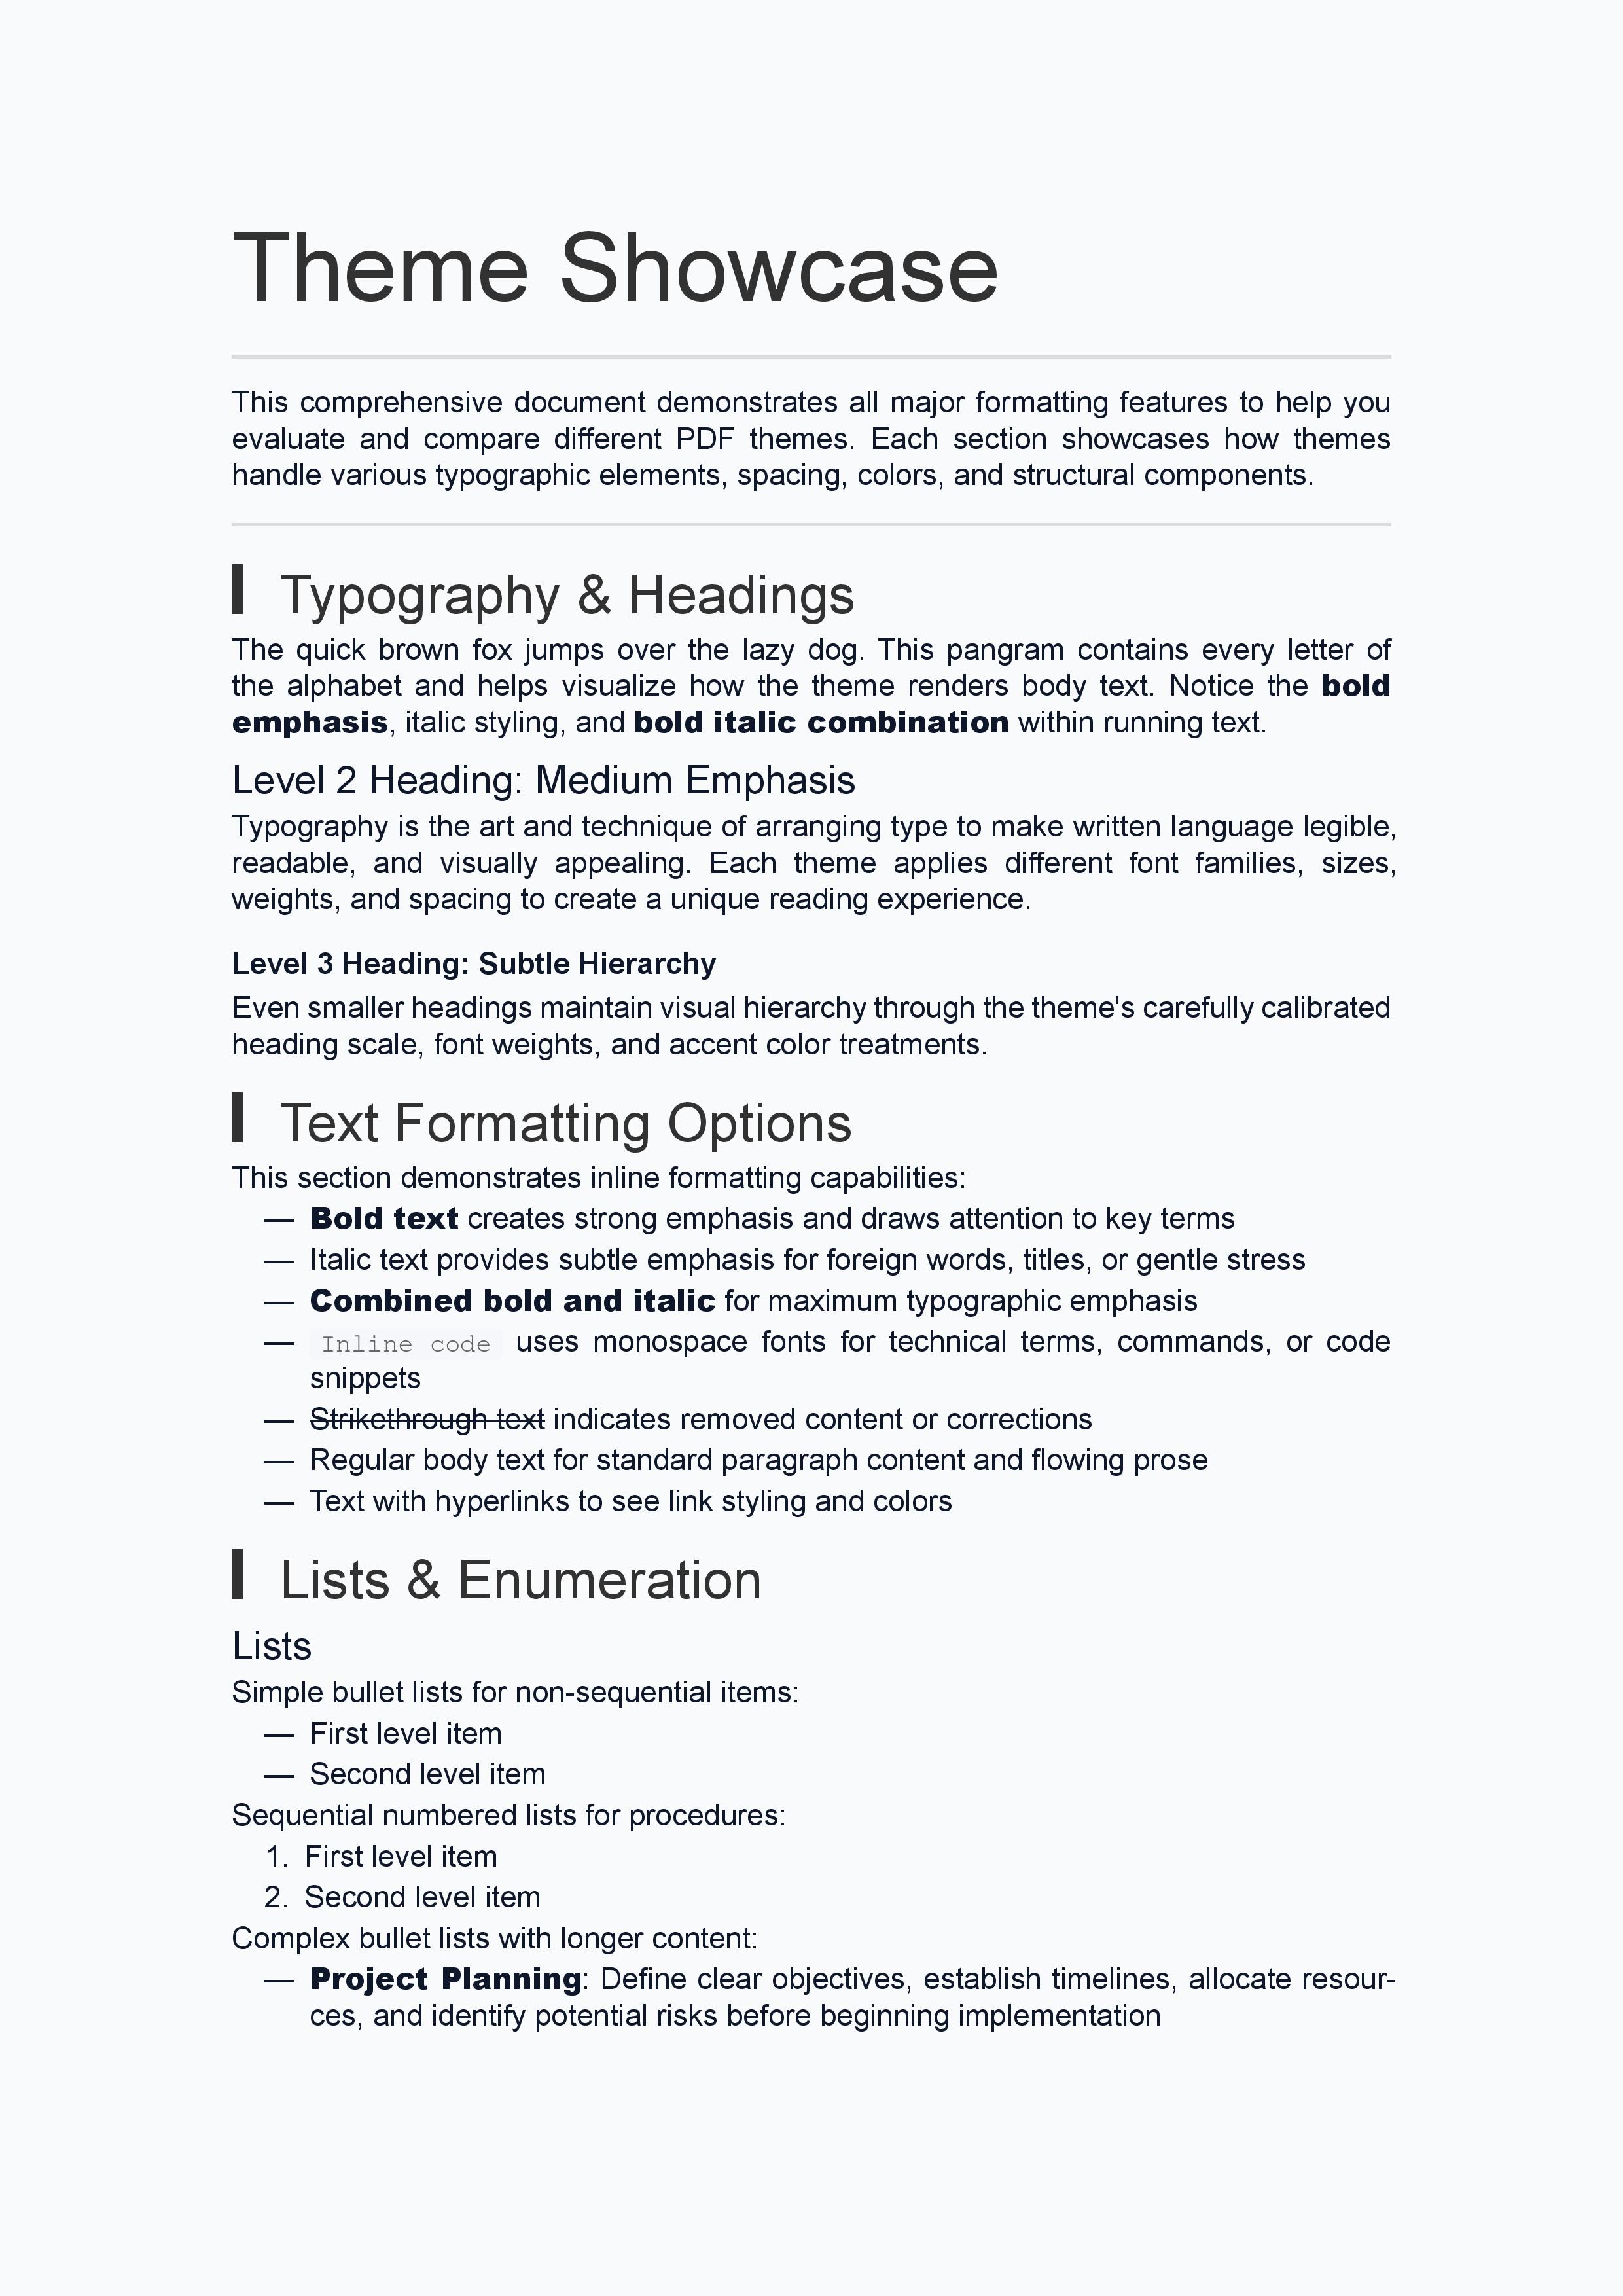 Theme Showcase
This comprehensive document demonstrates all major formatting features to help you
evaluate and compare different PDF themes. Each section showcases how themes
handle various typographic elements, spacing, colors, and structural components.
Typography & Headings
The quick brown fox jumps over the lazy dog. This pangram contains every letter of
the alphabet and helps visualize how the theme renders body text. Notice the bold
emphasis, italic styling, and bold italic combination within running text.
Level 2 Heading: Medium Emphasis
Typography is the art and technique of arranging type to make written language legible,
readable, and visually appealing. Each theme applies different font families, sizes,
weights, and spacing to create a unique reading experience.
Level 3 Heading: Subtle Hierarchy
Even smaller headings maintain visual hierarchy through the theme's carefully calibrated
heading scale, font weights, and accent color treatments.
Text Formatting Options
This section demonstrates inline formatting capabilities:
— Bold text creates strong emphasis and draws attention to key terms
— Italic text provides subtle emphasis for foreign words, titles, or gentle stress
— Combined bold and italic for maximum typographic emphasis
— Inline code uses monospace fonts for technical terms, commands, or code
snippets
— Strikethrough text indicates removed content or corrections
— Regular body text for standard paragraph content and flowing prose
— Text with hyperlinks to see link styling and colors
Lists & Enumeration
Lists
Simple bullet lists for non-sequential items:
— First level item
— Second level item
Sequential numbered lists for procedures:
1. First level item
2. Second level item
Complex bullet lists with longer content:
— Project Planning: Define clear objectives, establish timelines, allocate resour-
ces, and identify potential risks before beginning implementation